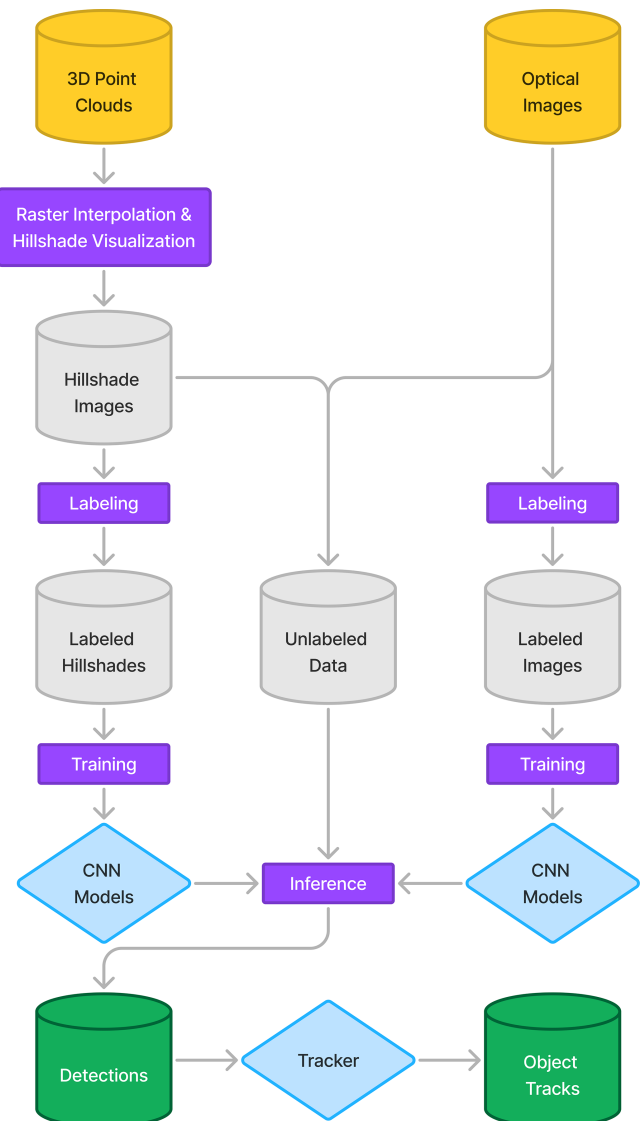 3D Point
Clouds
Optical
Images
Raster Interpolation &
Hillshade Visualization
Hillshade
Images
Labeling
Labeling
Labeled
Hillshades
Unlabeled
Data
Labeled
Images
Training
Training
CNN
Models
Inference
CNN
Models
Detections
Tracker
Object
Tracks